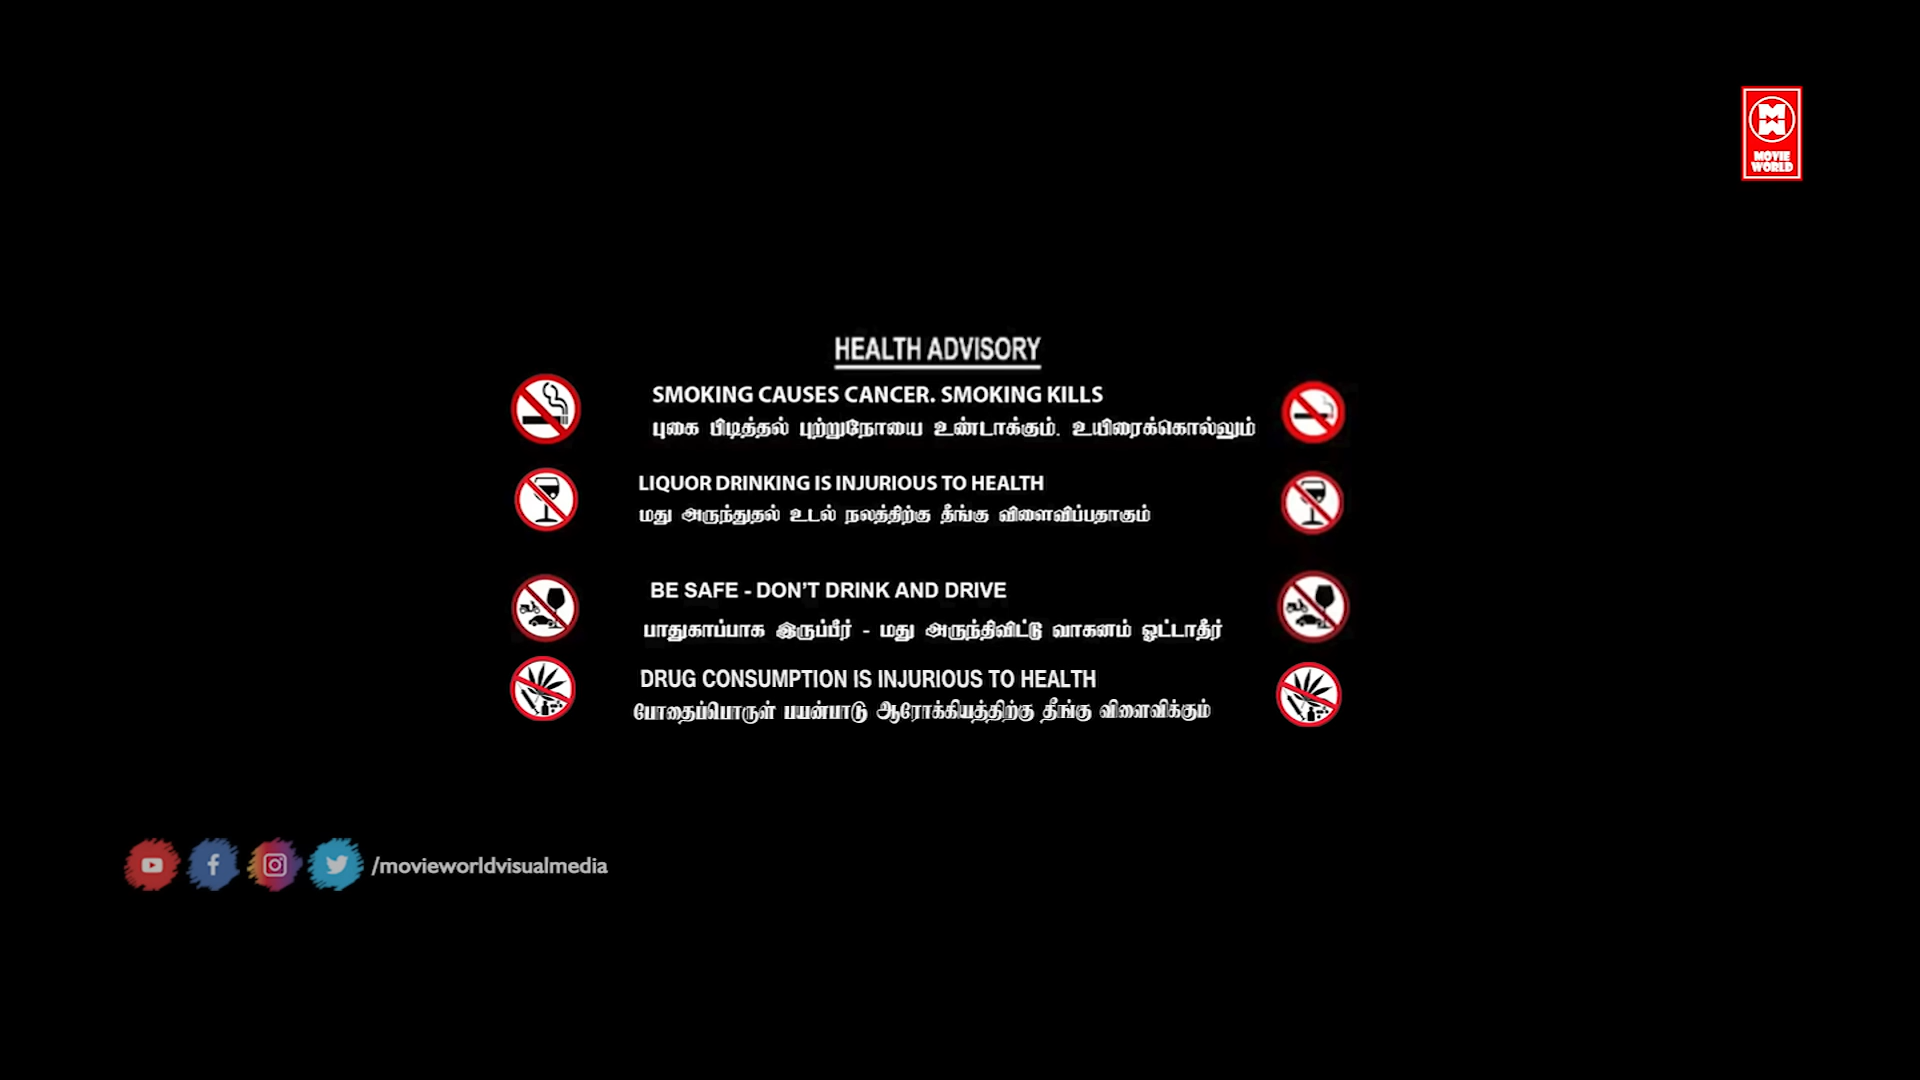 MOVIE
WORLD
HEALTH ADVISORY
SMOKING CAUSES CANCER. SMOKING KILLS
புகை பிடித்தல் புற்றுநோயை உண்டாக்கும். உயிரைக்கொல்லும்
LIQUOR DRINKING IS INJURIOUS TO HEALTH
மது அருந்துதல் உடல் நலத்திற்கு தீங்கு விளைவிப்பதாகும்
BE SAFE - DON'T DRINK AND DRIVE
பாதுகாப்பாக இருப்பீர் - மது அருந்திவிட்டு வாகனம் ஓட்டாதீர்
DRUG CONSUMPTION IS INJURIOUS TO HEALTH
போதைப்பொருள் பயன்பாடு ஆரோக்கியத்திற்கு தீங்கு விளைவிக்கும்
/movieworldvisualmedia